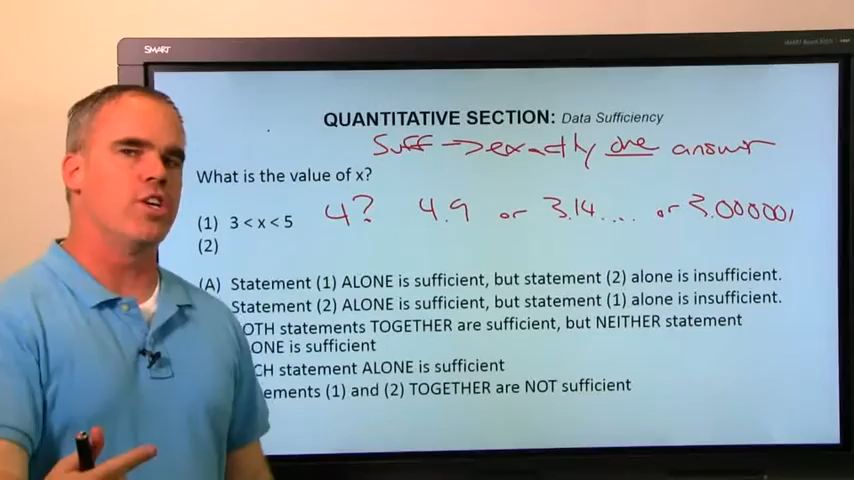 SMART
QUANTITATIVE SECTION: Data Sufficiency
Suff → exactly one answer
What is the value of x?
(1) 3 < x < 5 4? 4.9 or 3.14.... or 3.000001
(2)
(A) Statement (1) ALONE is sufficient, but statement (2) alone is insufficient.
Statement (2) ALONE is sufficient, but statement (1) alone is insufficient.
OTH statements TOGETHER are sufficient, but NEITHER statement
ONE is sufficient
CH statement ALONE is sufficient
ements (1) and (2) TOGETHER are NOT sufficient